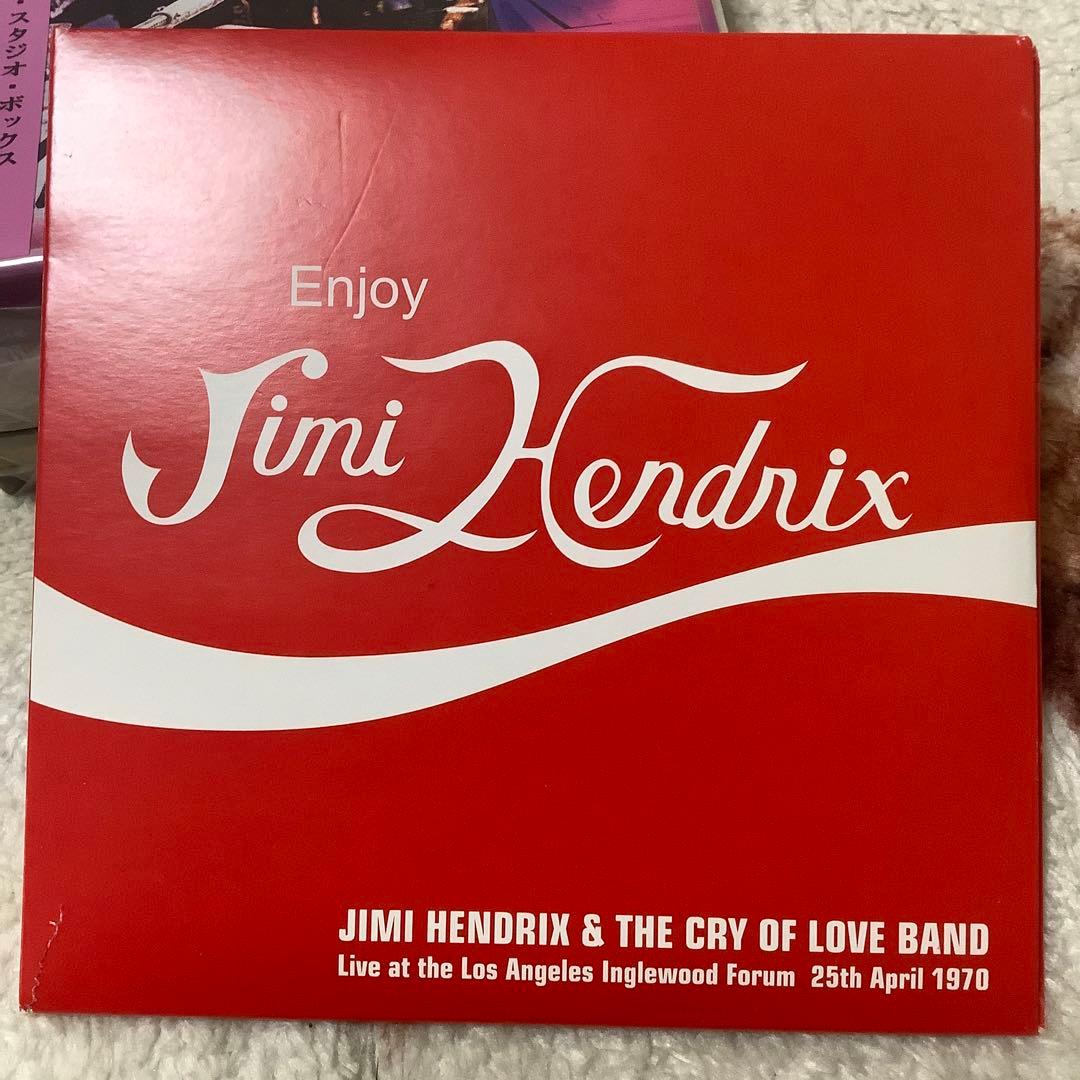 ・スタジオ・ボックス
Enjoy
Jimi Hendrix
JIMI HENDRIX & THE CRY OF LOVE BAND
Live at the Los Angeles Inglewood Forum 25th April 1970